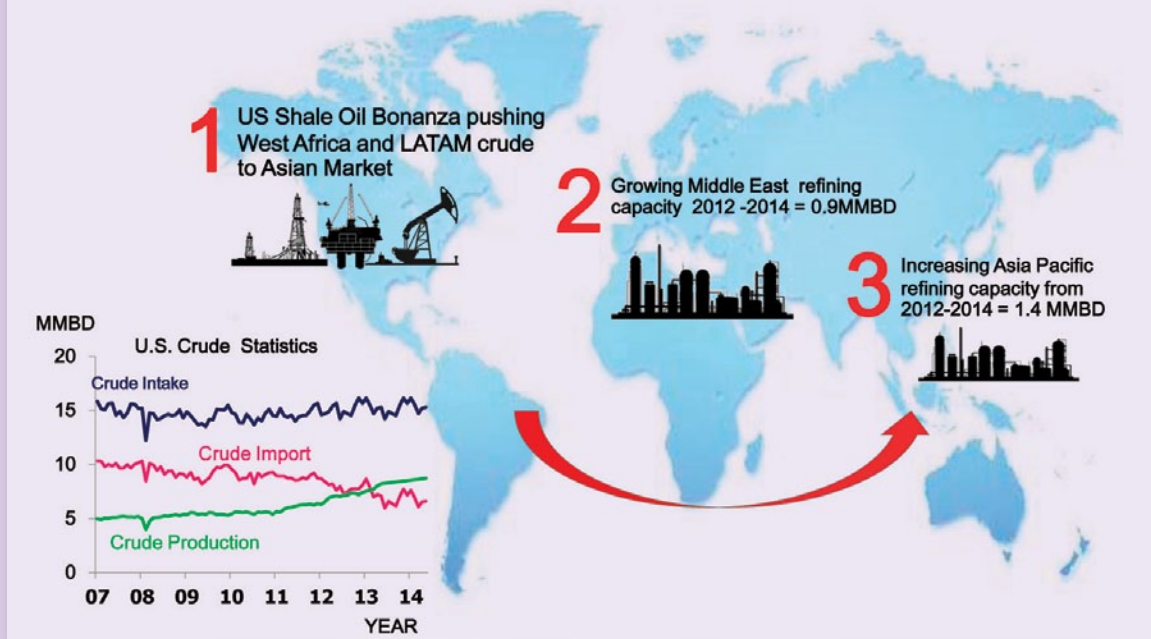 1
US Shale Oil Bonanza pushing
West Africa and LATAM crude
to Asian Market
2
Growing Middle East refining
capacity 2012 -2014 = 0.9MMBD
3
Increasing Asia Pacific
refining capacity from
2012-2014 = 1.4 MMBD
MMBD
U.S. Crude Statistics
20
Crude Intake
15
Crude Import
10
5
Crude Production
0
07 08 09 10 11 12 13 14
YEAR